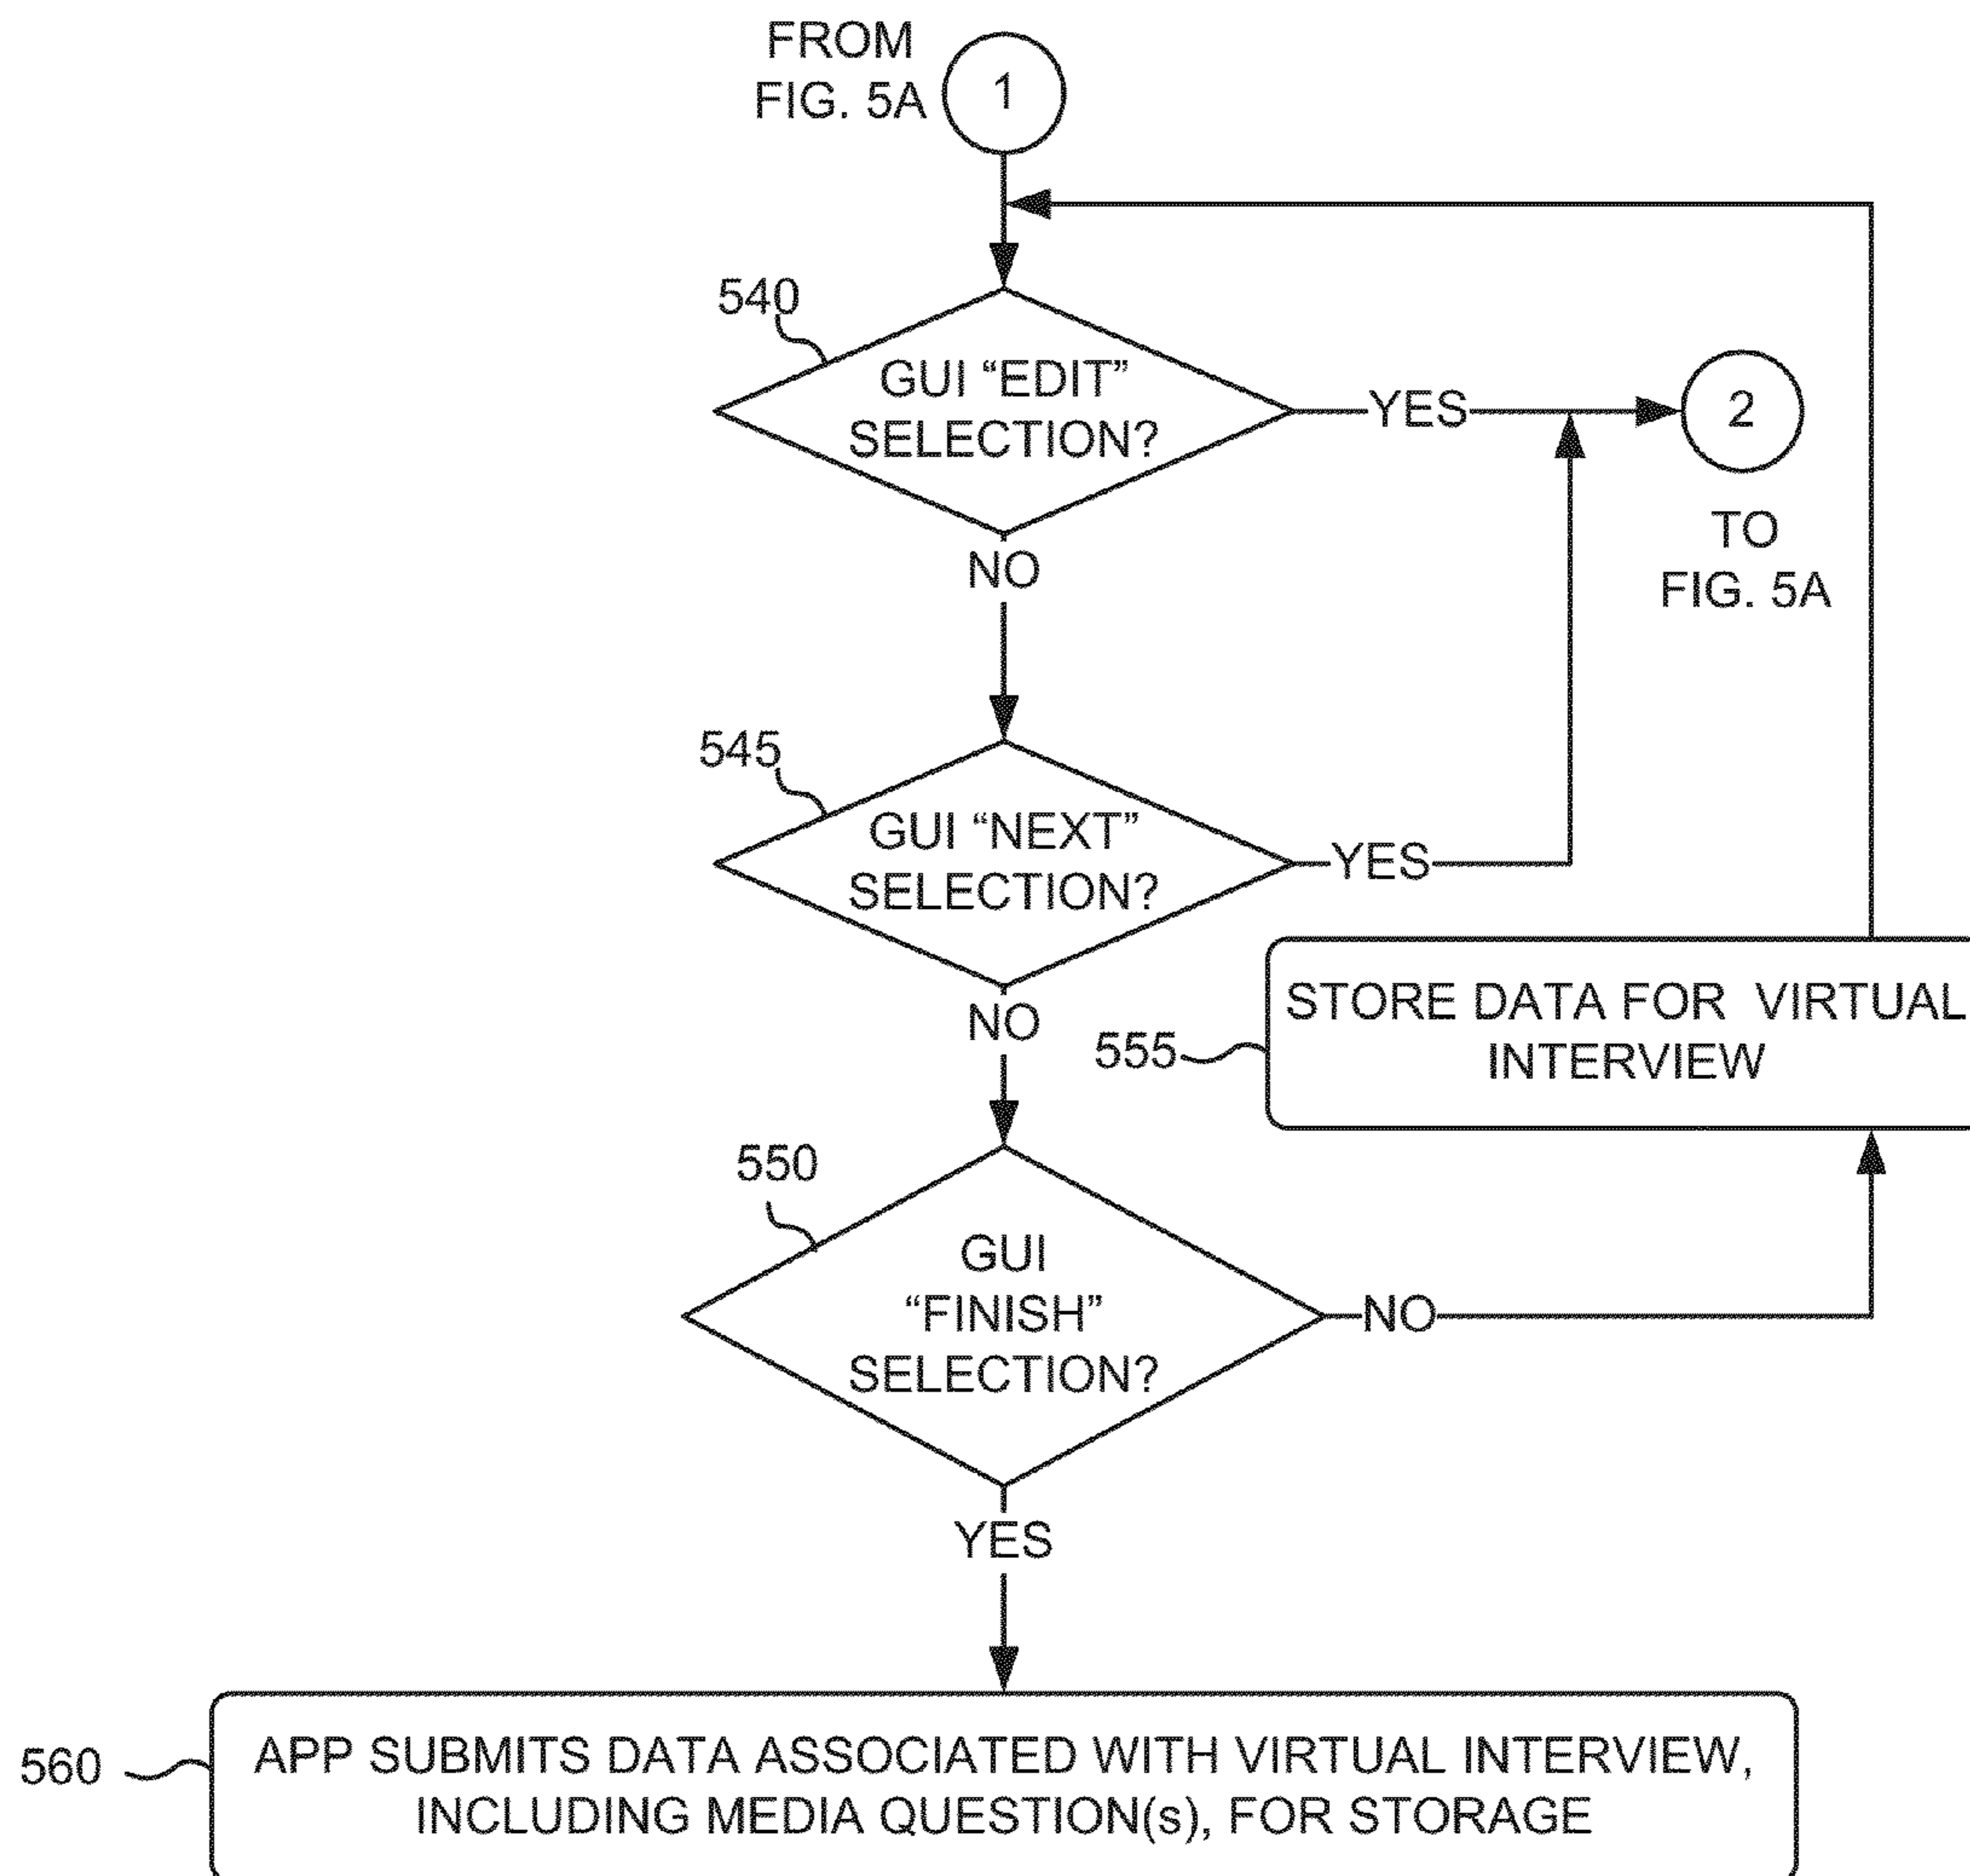 FROM
FIG. 5A
1
540
GUI “EDIT”
SELECTION?
YES
2
TO
FIG. 5A
NO
545
GUI “NEXT”
SELECTION?
YES
NO
STORE DATA FOR VIRTUAL
INTERVIEW
555
550
GUI
“FINISH”
SELECTION?
NO
YES
560
APP SUBMITS DATA ASSOCIATED WITH VIRTUAL INTERVIEW,
INCLUDING MEDIA QUESTION(s), FOR STORAGE